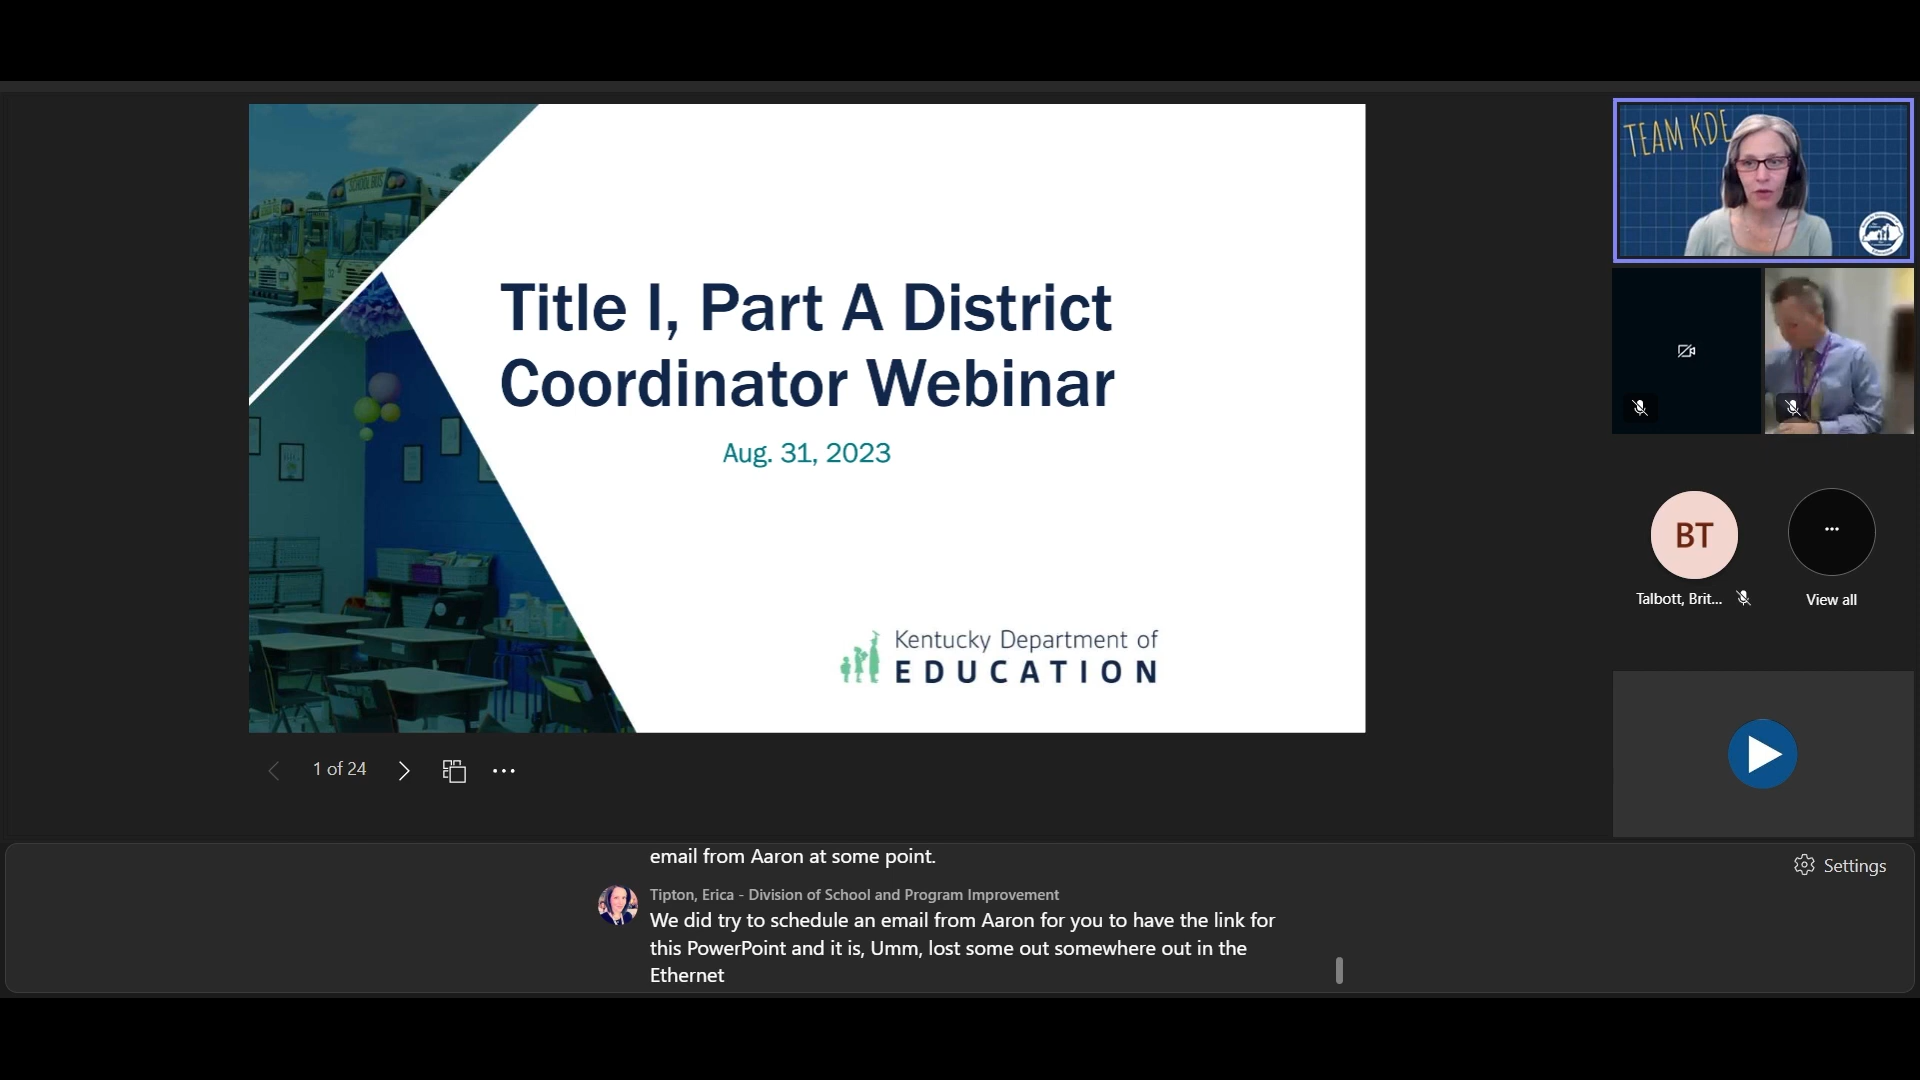 TEAM KDE
SCHOOL BUS
Title I, Part A District
Coordinator Webinar
Aug. 31, 2023
Kentucky Department of
EDUCATION
BT
Talbott, Brit...
View all
1 of 24
email from Aaron at some point.
Settings
Tipton, Erica - Division of School and Program Improvement
We did try to schedule an email from Aaron for you to have the link for
this PowerPoint and it is, Umm, lost some out somewhere out in the
Ethernet